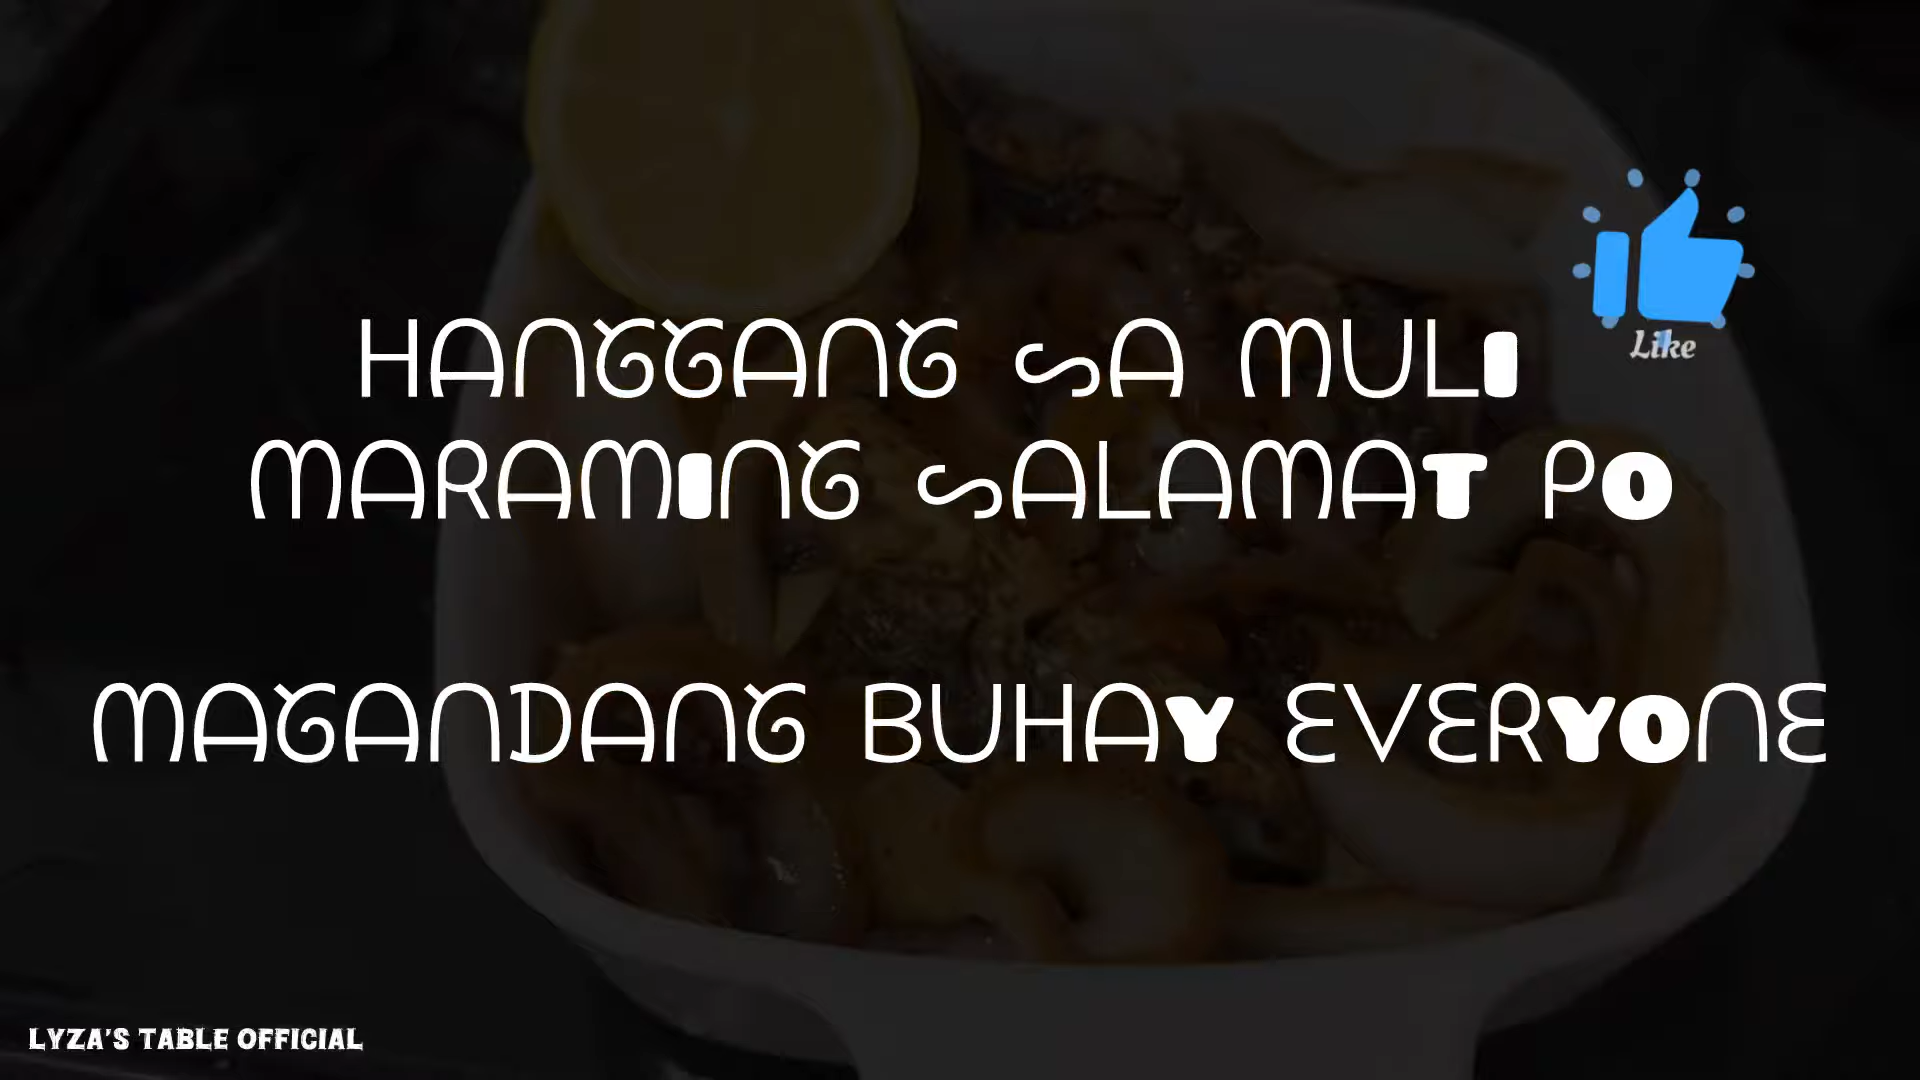 HANGGANG SA MULI
Like
MARAMING SALAMAT PO
MAGANDANG BUHAY EVERYONE
LYZA'S TABLE OFFICIAL